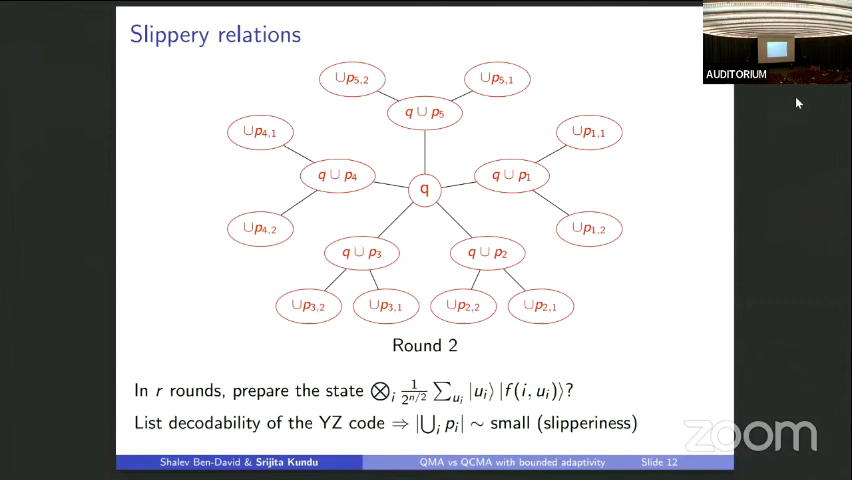 Slippery relations
AUDITORIUM
∪p₅,₂
∪p₅,₁
q ∪ p₅
∪p₄,₁
∪p₁,₁
q ∪ p₄
q
q ∪ p₁
∪p₄,₂
∪p₁,₂
q ∪ p₃
q ∪ p₂
∪p₃,₂
∪p₃,₁
∪p₂,₂
∪p₂,₁
Round 2
In r rounds, prepare the state ⊗ᵢ 1/2^{n/2} ∑_{uᵢ} |uᵢ⟩ |f(i, uᵢ)⟩?
List decodability of the YZ code ⇒ |⋃ᵢ pᵢ| ∼ small (slipperiness)
zoom
Shalev Ben-David & Srijita Kundu QMA vs QCMA with bounded adaptivity Slide 12